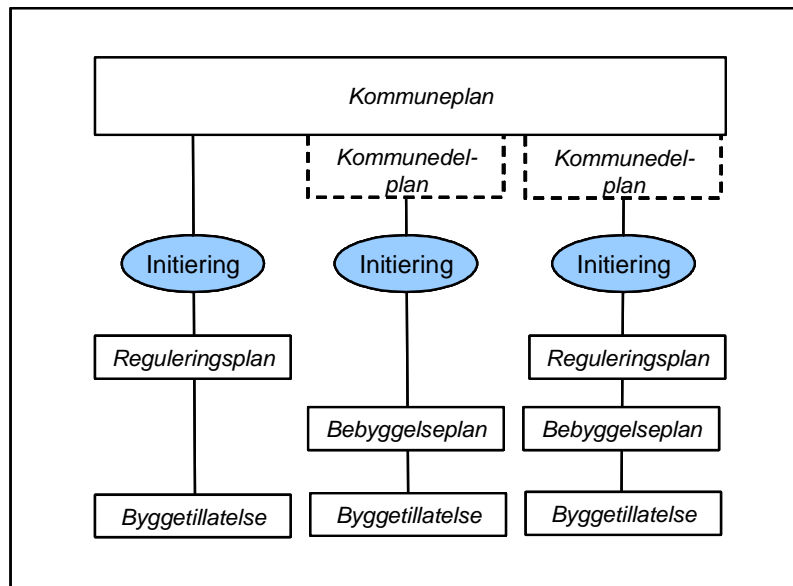 Kommuneplan
Kommunedel-
plan
Kommunedel-
plan
Initiering
Initiering
Initiering
Reguleringsplan
Reguleringsplan
Bebyggelseplan
Bebyggelseplan
Byggetillatelse
Byggetillatelse
Byggetillatelse